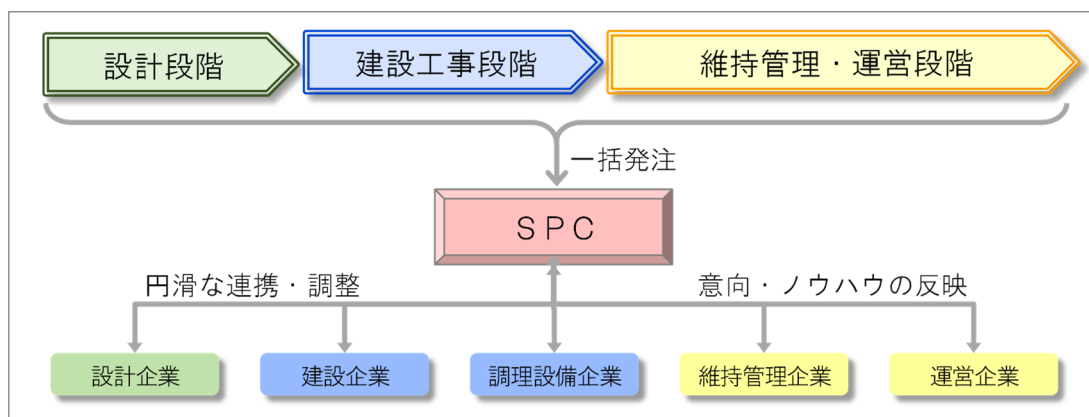 設計段階
建設工事段階
維持管理・運営段階
一括発注
ＳＰＣ
円滑な連携・調整
意向・ノウハウの反映
設計企業
建設企業
調理設備企業
維持管理企業
運営企業